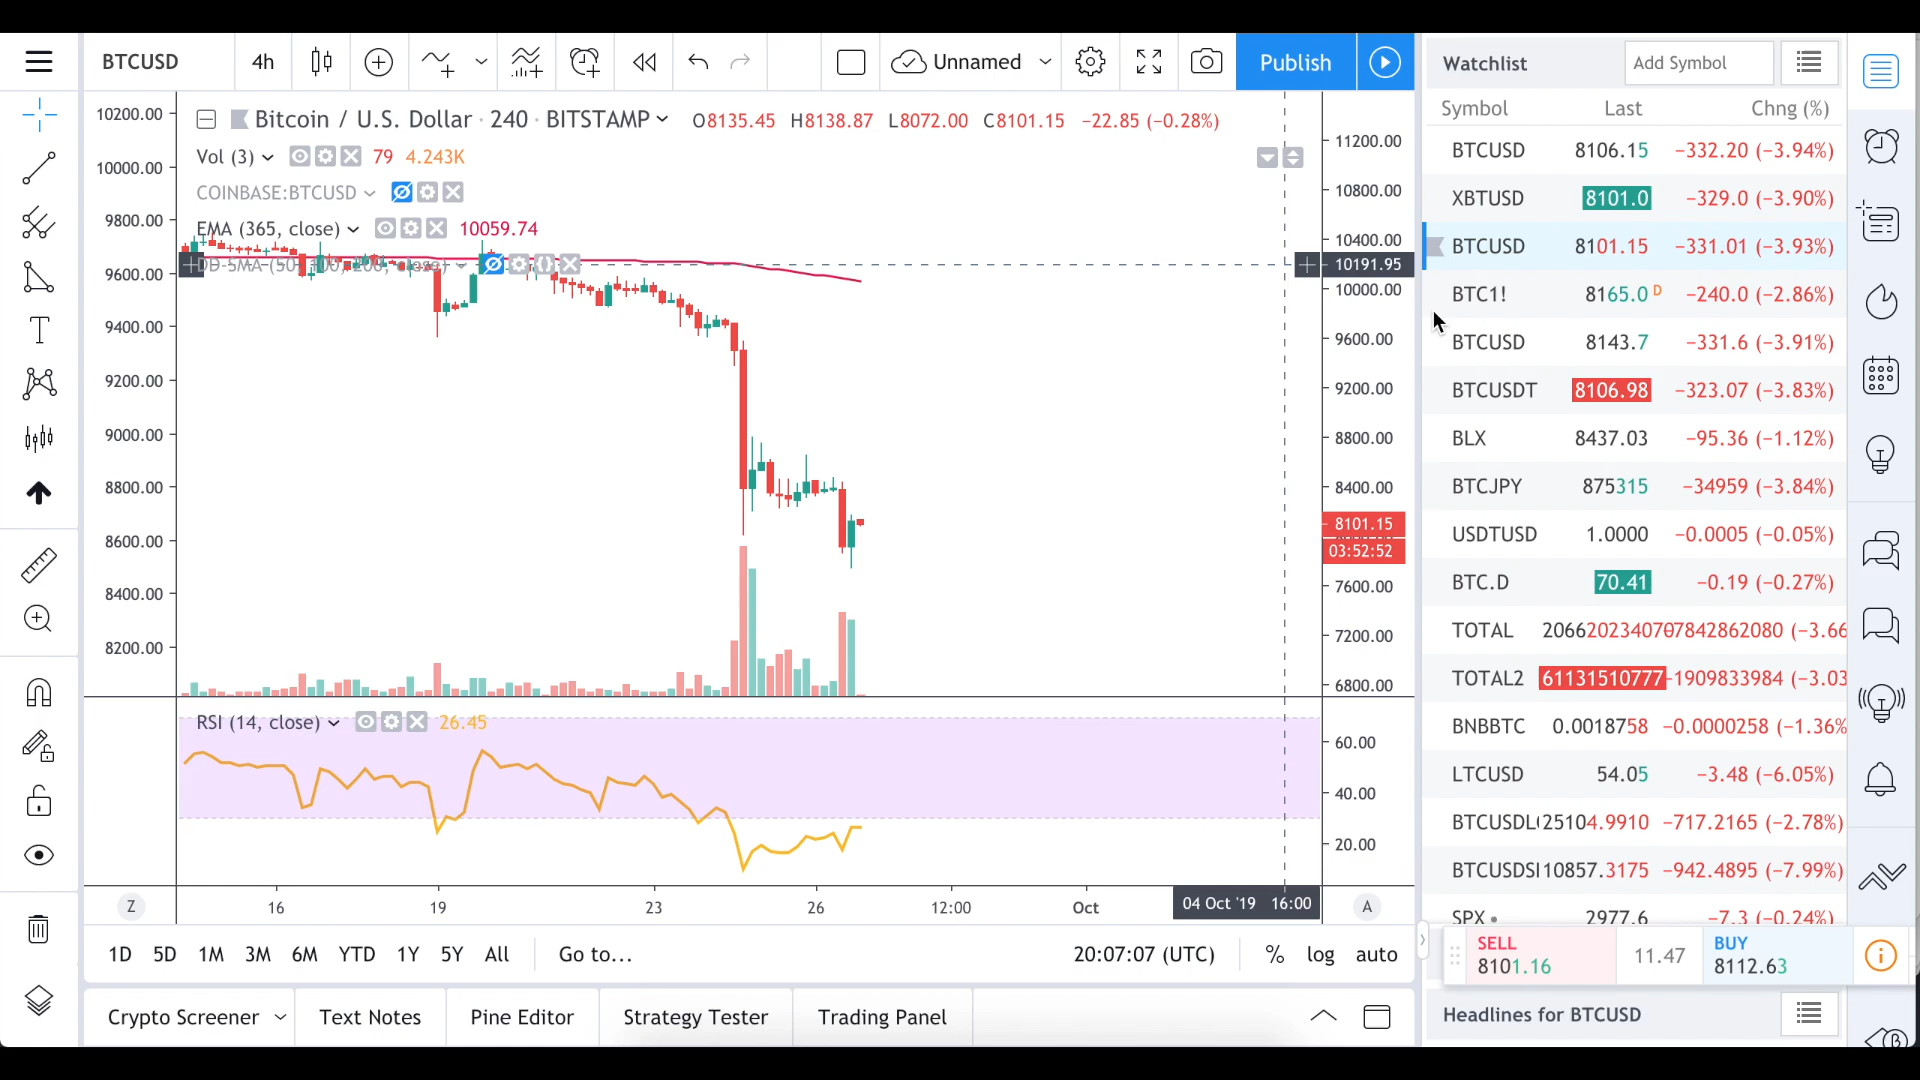 BTCUSD 4h Unnamed Publish
Bitcoin / U.S. Dollar · 240 · BITSTAMP O8135.45 H8138.87 L8072.00 C8101.15 −22.85 (−0.28%)
Vol (3) 79 4.243K
COINBASE:BTCUSD
EMA (365, close) 10059.74
10200.00
10000.00
9800.00
9600.00
9400.00
9200.00
9000.00
8800.00
8600.00
8400.00
8200.00
11200.00
10800.00
10400.00
10191.95
10000.00
9600.00
9200.00
8800.00
8400.00
8101.15
03:52:52
7600.00
7200.00
6800.00
RSI (14, close) 26.45
60.00
40.00
20.00
Z 16 19 23 26 12:00 Oct 04 Oct '19 16:00 A
1D 5D 1M 3M 6M YTD 1Y 5Y All Go to... 20:07:07 (UTC) % log auto
Crypto Screener Text Notes Pine Editor Strategy Tester Trading Panel
Watchlist Add Symbol
Symbol Last Chng (%)
BTCUSD 8106.15 −332.20 (−3.94%)
XBTUSD 8101.0 −329.0 (−3.90%)
BTCUSD 8101.15 −331.01 (−3.93%)
BTC1! 8165.0 D −240.0 (−2.86%)
BTCUSD 8143.7 −331.6 (−3.91%)
BTCUSDT 8106.98 −323.07 (−3.83%)
BLX 8437.03 −95.36 (−1.12%)
BTCJPY 875315 −34959 (−3.84%)
USDTUSD 1.0000 −0.0005 (−0.05%)
BTC.D 70.41 −0.19 (−0.27%)
TOTAL (−3.66
TOTAL2 61131510777 −1909833984 (−3.03
BNBBTC 0.0018758 −0.0000258 (−1.36%
LTCUSD 54.05 −3.48 (−6.05%)
BTCUSDL 25104.9910 −717.2165 (−2.78%)
BTCUSDS 10857.3175 −942.4895 (−7.99%)
SPX 2977.6 −7.3 (−0.24%)
SELL 8101.16 11.47 BUY 8112.63
Headlines for BTCUSD